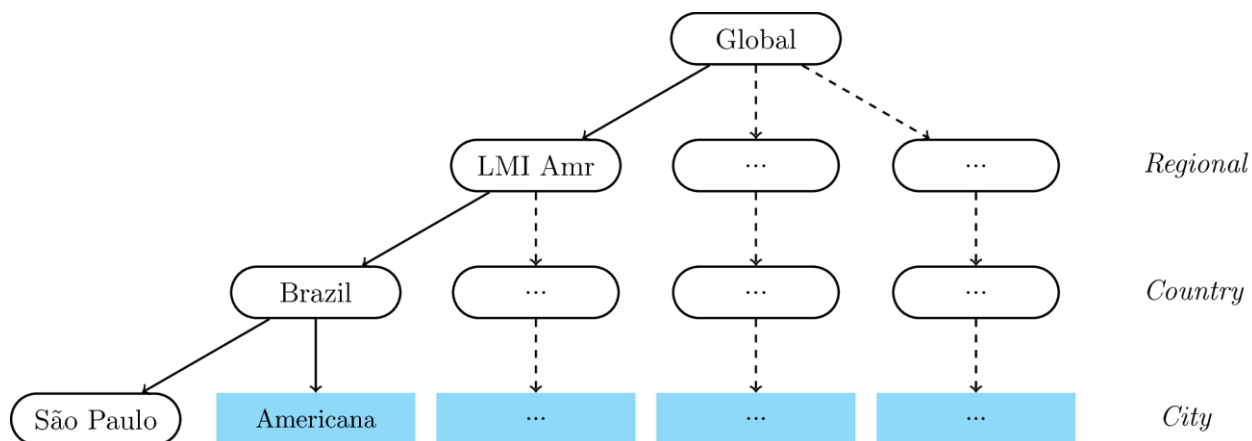 Global
LMI Amr ... ... Regional
Brazil ... ... ... Country
São Paulo Americana ... ... ... City